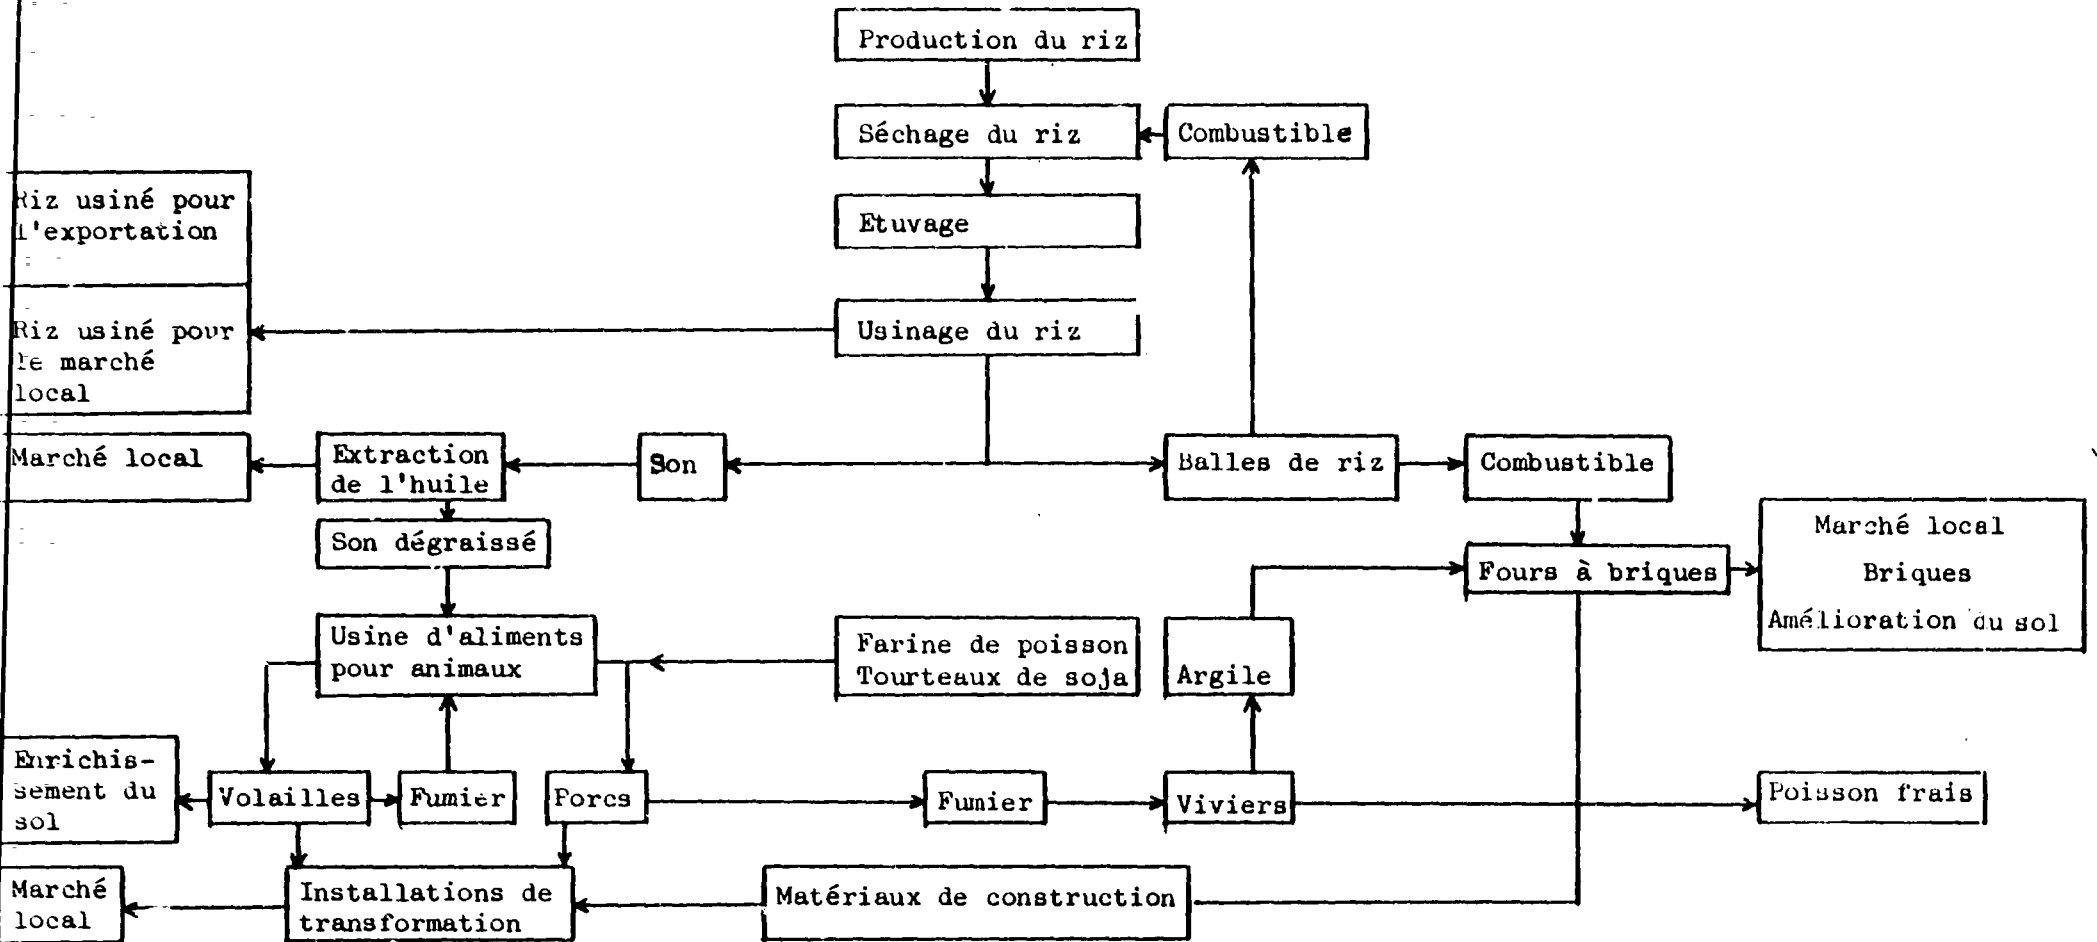 Production du riz
Séchage du riz
Combustible
Riz usiné pour
l'exportation
Etuvage
Riz usiné pour
le marché
local
Usinage du riz
Marché local
Extraction
de l'huile
Son
Balles de riz
Combustible
Son dégraissé
Fours à briques
Marché local
Briques
Amélioration du sol
Usine d'aliments
pour animaux
Farine de poisson
Tourteaux de soja
Argile
Enrichis-
sement du
sol
Volailles
Fumier
Porcs
Fumier
Viviers
Poisson frais
Marché
local
Installations de
transformation
Matériaux de construction